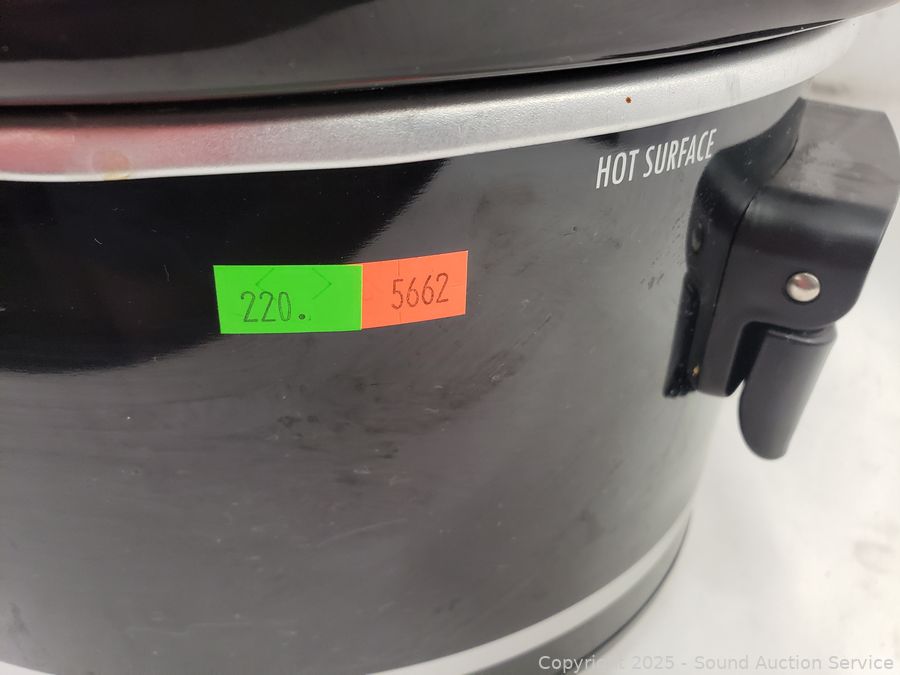 HOT SURFACE
220.
5662
Copyright © 2025 - Sound Auction Service